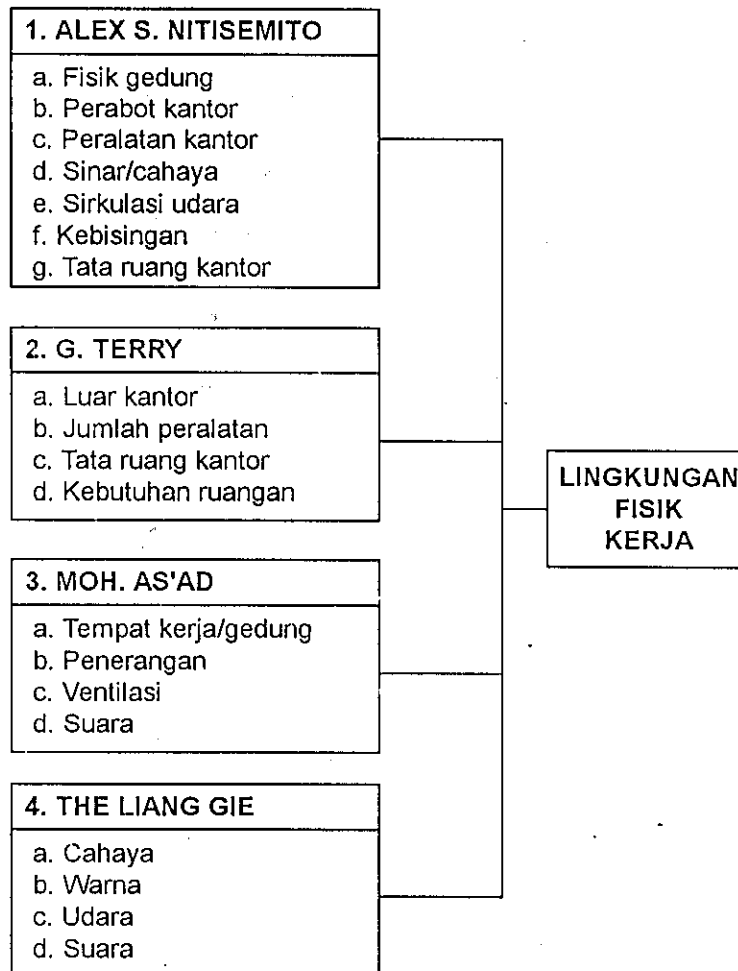 1. ALEX S. NITISEMITO
a. Fisik gedung
b. Perabot kantor
c. Peralatan kantor
d. Sinar/cahaya
e. Sirkulasi udara
f. Kebisingan
g. Tata ruang kantor
2. G. TERRY
a. Luar kantor
b. Jumlah peralatan
c. Tata ruang kantor
d. Kebutuhan ruangan
3. MOH. AS'AD
a. Tempat kerja/gedung
b. Penerangan
c. Ventilasi
d. Suara
4. THE LIANG GIE
a. Cahaya
b. Warna
c. Udara
d. Suara
LINGKUNGAN
FISIK
KERJA